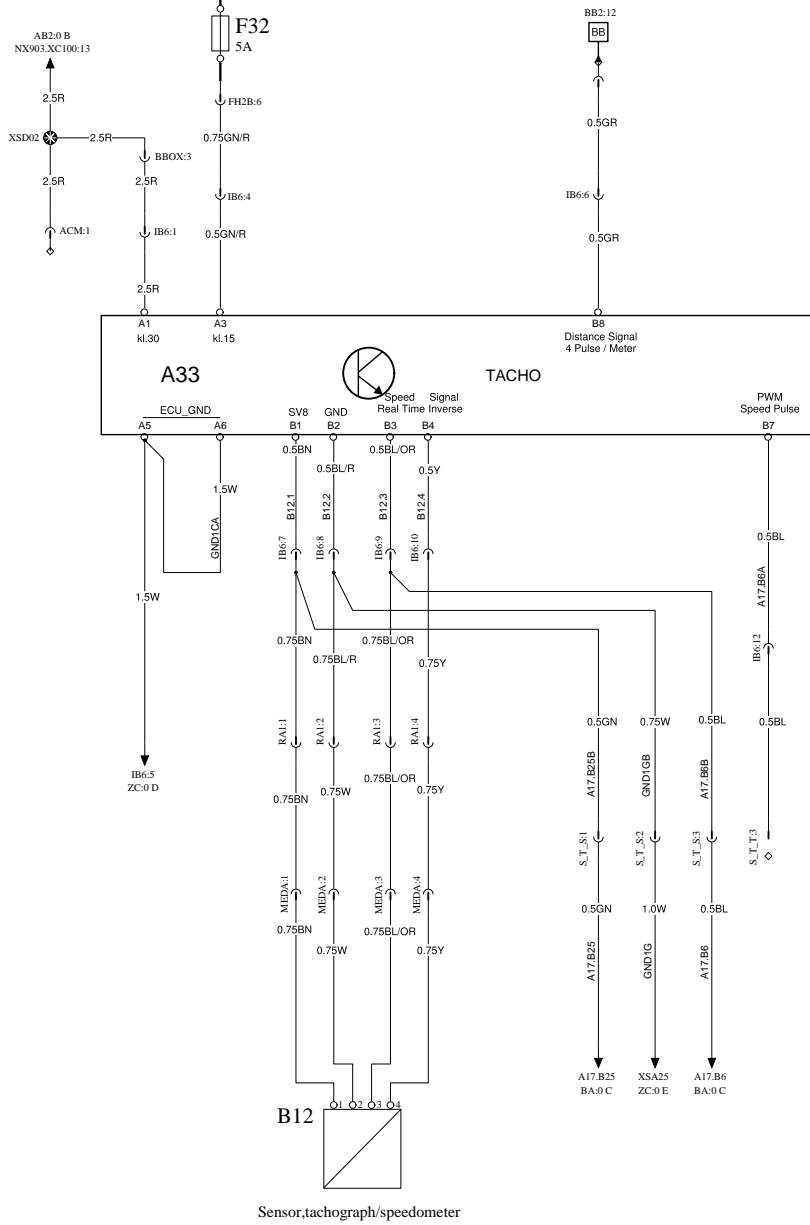 BB2:12
BB
F32
5A
AB2:0 B
NX903.XC100:13
2.5R
FH2B:6
0.5GR
XSD02
2.5R
0.75GN/R
BBOX:3
2.5R
2.5R
IB6:4
IB6:6
ACM:1
IB6:1
0.5GN/R
0.5GR
2.5R
A1
kl.30
A3
kl.15
B8
Distance Signal
4 Pulse / Meter
A33
TACHO
Speed Signal
Real Time Inverse
PWM
Speed Pulse
ECU_GND
SV8
GND
A5
A6
B1
B2
B3
B4
B7
0.5BN
0.5BL/R
0.5BL/OR
0.5Y
1.5W
B12.1
B12.2
B12.3
B12.4
GND1CA
0.5BL
IB6:7
IB6:8
IB6:9
IB6:10
A17.B6A
1.5W
0.75BN
0.75BL/R
0.75BL/OR
0.75Y
IB6:12
RA1:1
RA1:2
RA1:3
RA1:4
0.5GN
0.75W
0.5BL
0.5BL
IB6:5
ZC:0 D
0.75BN
0.75W
0.75BL/OR
0.75Y
A17.B25B
GND1GB
A17.B6B
S_T_S:1
S_T_S:2
S_T_S:3
S_T_T:3
MEDA:1
MEDA:2
MEDA:3
MEDA:4
0.75BN
0.75W
0.75BL/OR
0.75Y
0.5GN
1.0W
0.5BL
A17.B25
GND1G
A17.B6
A17.B25
BA:0 C
XSA25
ZC:0 E
A17.B6
BA:0 C
B12
1
2
3
4
Sensor,tachograph/speedometer